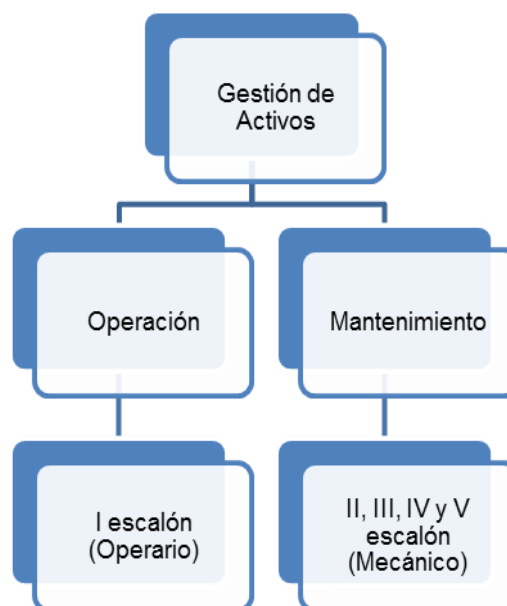 Gestión de
Activos
Operación
Mantenimiento
I escalón
(Operario)
II, III, IV y V
escalón
(Mecánico)